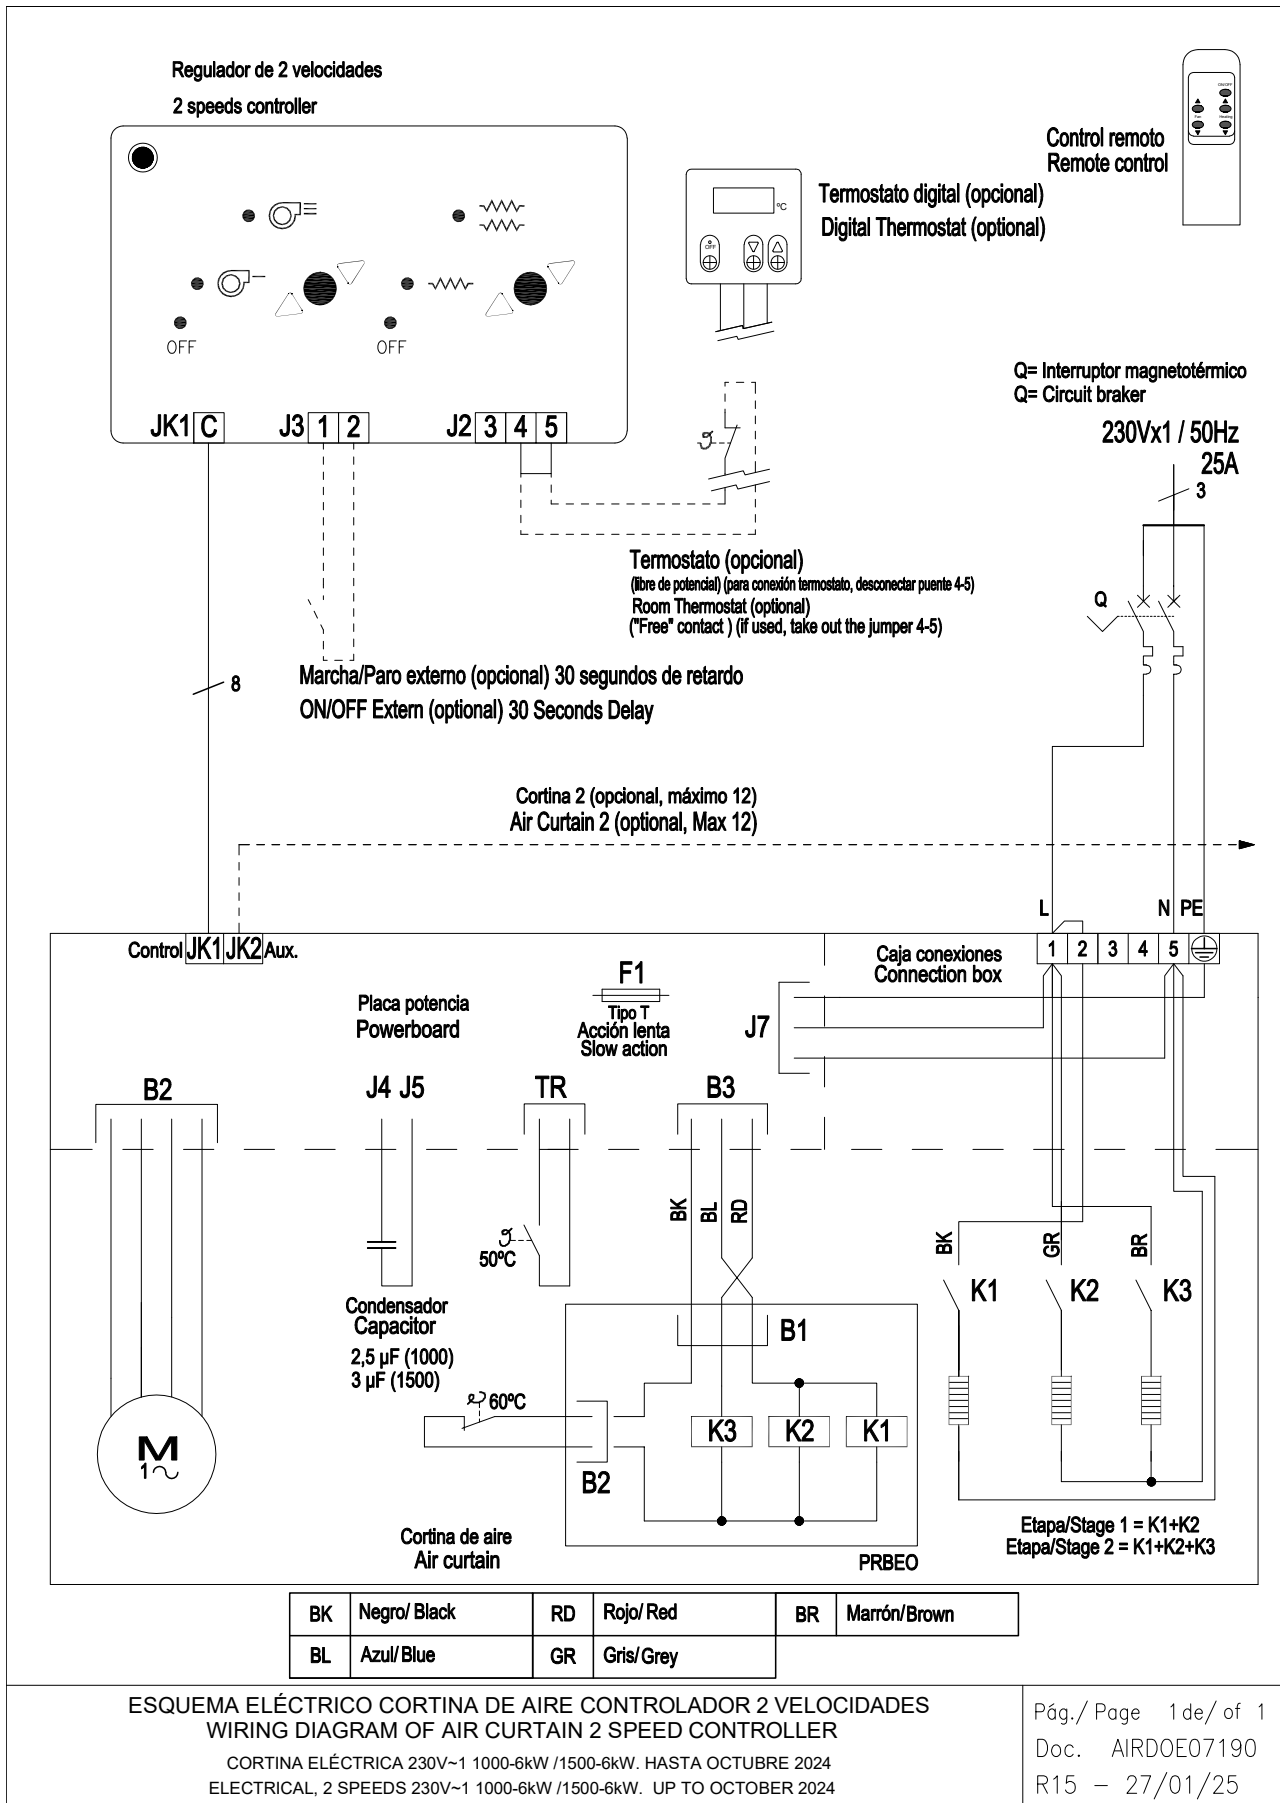 Regulador de 2 velocidades
2 speeds controller
ON/OFF
Fan
Heating
Control remoto
Remote control
ºC
OFF
Termostato digital (opcional)
Digital Thermostat (optional)
OFF
OFF
JK1 C
J3 1 2
J2 3 4 5
Q= Interruptor magnetotérmico
Q= Circuit braker
230Vx1 / 50Hz
25A
3
Q
Termostato (opcional)
(libre de potencial) (para conexión termostato, desconectar puente 4-5)
Room Thermostat (optional)
("Free" contact ) (if used, take out the jumper 4-5)
8
Marcha/Paro externo (opcional) 30 segundos de retardo
ON/OFF Extern (optional) 30 Seconds Delay
Cortina 2 (opcional, máximo 12)
Air Curtain 2 (optional, Max 12)
L N PE
Control JK1 JK2 Aux.
Caja conexiones
Connection box
1 2 3 4 5
Placa potencia
Powerboard
F1
Tipo T
Acción lenta
Slow action
J7
B2
J4 J5
TR
B3
BK
BL
RD
50ºC
BK
GR
BR
K1
K2
K3
Condensador
Capacitor
2,5 µF (1000)
3 µF (1500)
B1
60ºC
K3
K2
K1
B2
M
1
Cortina de aire
Air curtain
PRBEO
Etapa/Stage 1 = K1+K2
Etapa/Stage 2 = K1+K2+K3
BK Negro/ Black RD Rojo/ Red BR Marrón/Brown
BL Azul/ Blue GR Gris/ Grey
ESQUEMA ELÉCTRICO CORTINA DE AIRE CONTROLADOR 2 VELOCIDADES
WIRING DIAGRAM OF AIR CURTAIN 2 SPEED CONTROLLER
CORTINA ELÉCTRICA 230V~1 1000-6kW /1500-6kW. HASTA OCTUBRE 2024
ELECTRICAL, 2 SPEEDS 230V~1 1000-6kW /1500-6kW. UP TO OCTOBER 2024
Pág./ Page 1 de/ of 1
Doc. AIRDOE07190
R15 - 27/01/25